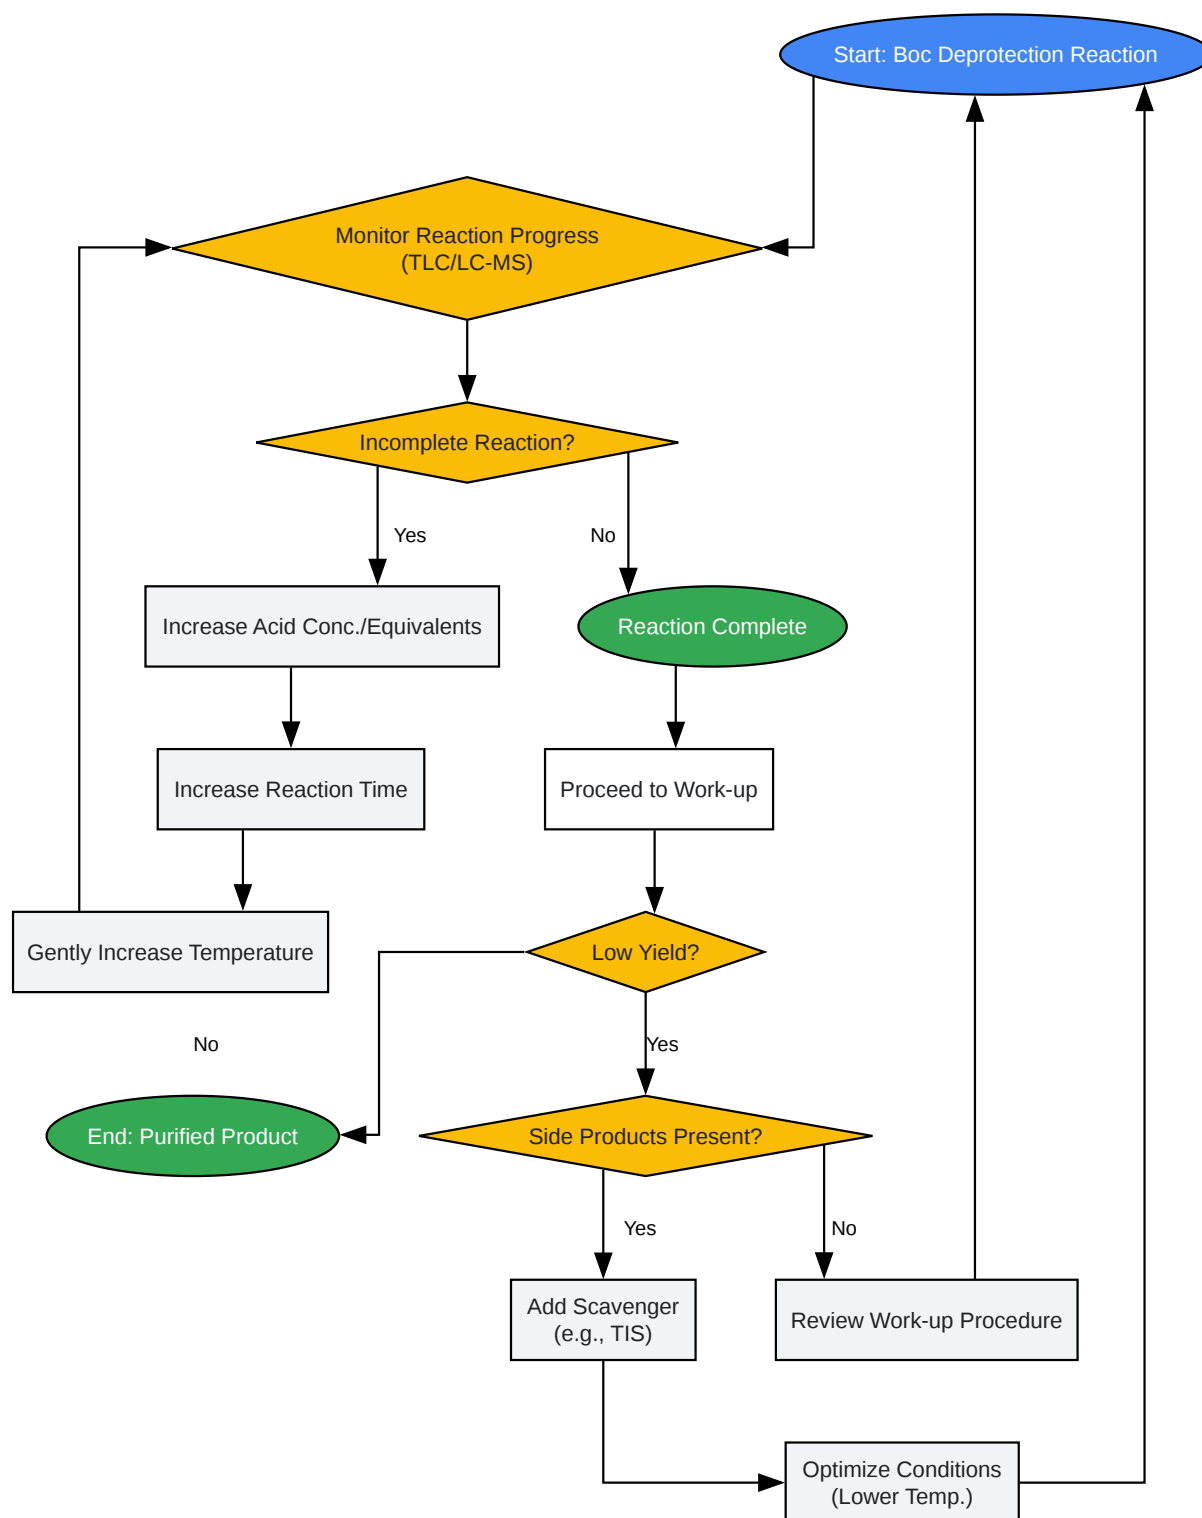 Start: Boc Deprotection Reaction
Monitor Reaction Progress
(TLC/LC-MS)
Incomplete Reaction?
Yes
No
Increase Acid Conc./Equivalents
Reaction Complete
Increase Reaction Time
Proceed to Work-up
Gently Increase Temperature
Low Yield?
No
Yes
End: Purified Product
Side Products Present?
Yes
No
Add Scavenger
(e.g., TIS)
Review Work-up Procedure
Optimize Conditions
(Lower Temp.)